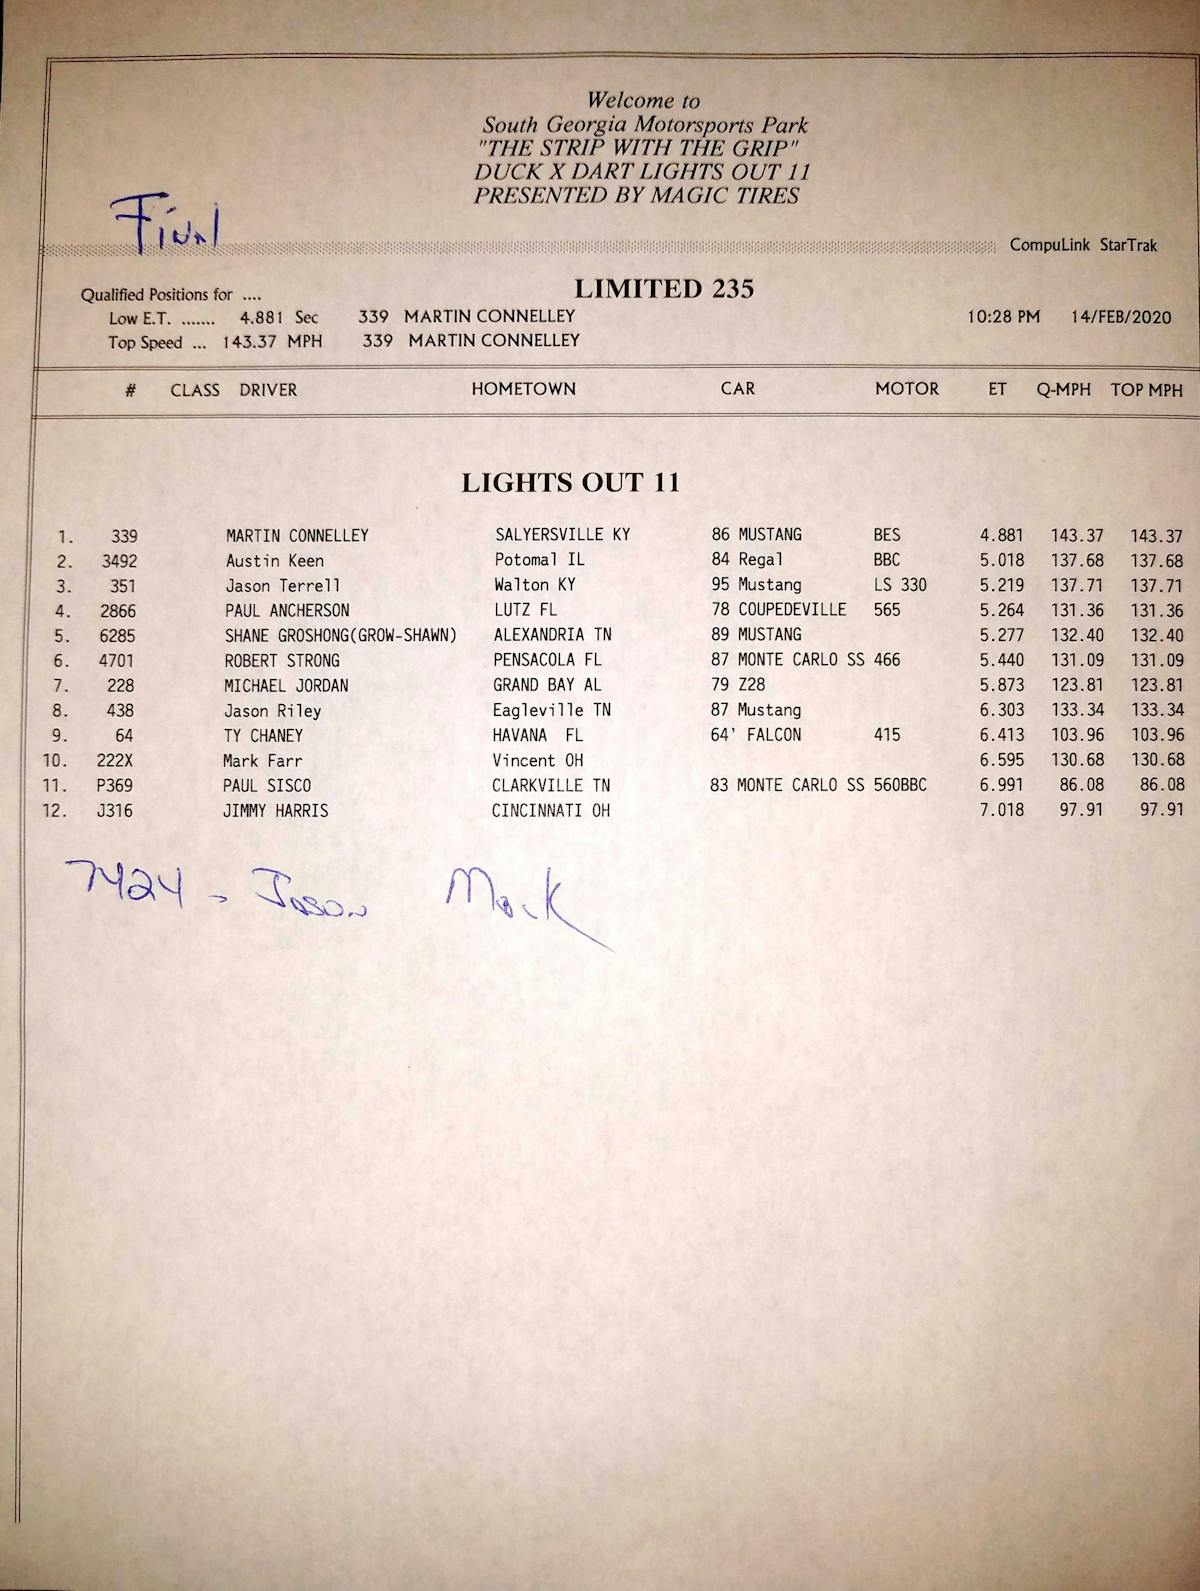 Welcome to
South Georgia Motorsports Park
"THE STRIP WITH THE GRIP"
DUCK X DART LIGHTS OUT 11
PRESENTED BY MAGIC TIRES
Final
CompuLink StarTrak
Qualified Positions for .... LIMITED 235
Low E.T. ....... 4.881 Sec 339 MARTIN CONNELLEY 10:28 PM 14/FEB/2020
Top Speed ... 143.37 MPH 339 MARTIN CONNELLEY
# CLASS DRIVER HOMETOWN CAR MOTOR ET Q-MPH TOP MPH
LIGHTS OUT 11
1. 339 MARTIN CONNELLEY SALYERSVILLE KY 86 MUSTANG BES 4.881 143.37 143.37
2. 3492 Austin Keen Potomal IL 84 Regal BBC 5.018 137.68 137.68
3. 351 Jason Terrell Walton KY 95 Mustang LS 330 5.219 137.71 137.71
4. 2866 PAUL ANCHERSON LUTZ FL 78 COUPEDEVILLE 565 5.264 131.36 131.36
5. 6285 SHANE GROSHONG(GROW-SHAWN) ALEXANDRIA TN 89 MUSTANG 5.277 132.40 132.40
6. 4701 ROBERT STRONG PENSACOLA FL 87 MONTE CARLO SS 466 5.440 131.09 131.09
7. 228 MICHAEL JORDAN GRAND BAY AL 79 Z28 5.873 123.81 123.81
8. 438 Jason Riley Eagleville TN 87 Mustang 6.303 133.34 133.34
9. 64 TY CHANEY HAVANA FL 64' FALCON 415 6.413 103.96 103.96
10. 222X Mark Farr Vincent OH 6.595 130.68 130.68
11. P369 PAUL SISCO CLARKVILLE TN 83 MONTE CARLO SS 560BBC 6.991 86.08 86.08
12. J316 JIMMY HARRIS CINCINNATI OH 7.018 97.91 97.91
7424 - Jason